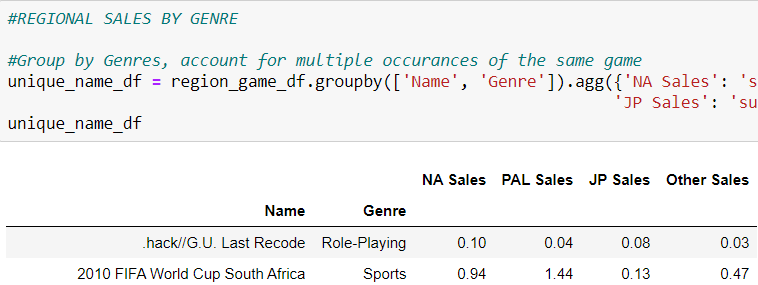 #REGIONAL SALES BY GENRE
#Group by Genres, account for multiple occurances of the same game
unique_name_df = region_game_df.groupby(['Name', 'Genre']).agg({'NA Sales': 's
'JP Sales': 'su
unique_name_df
NA Sales PAL Sales JP Sales Other Sales
Name Genre
.hack//G.U. Last Recode Role-Playing 0.10 0.04 0.08 0.03
2010 FIFA World Cup South Africa Sports 0.94 1.44 0.13 0.47